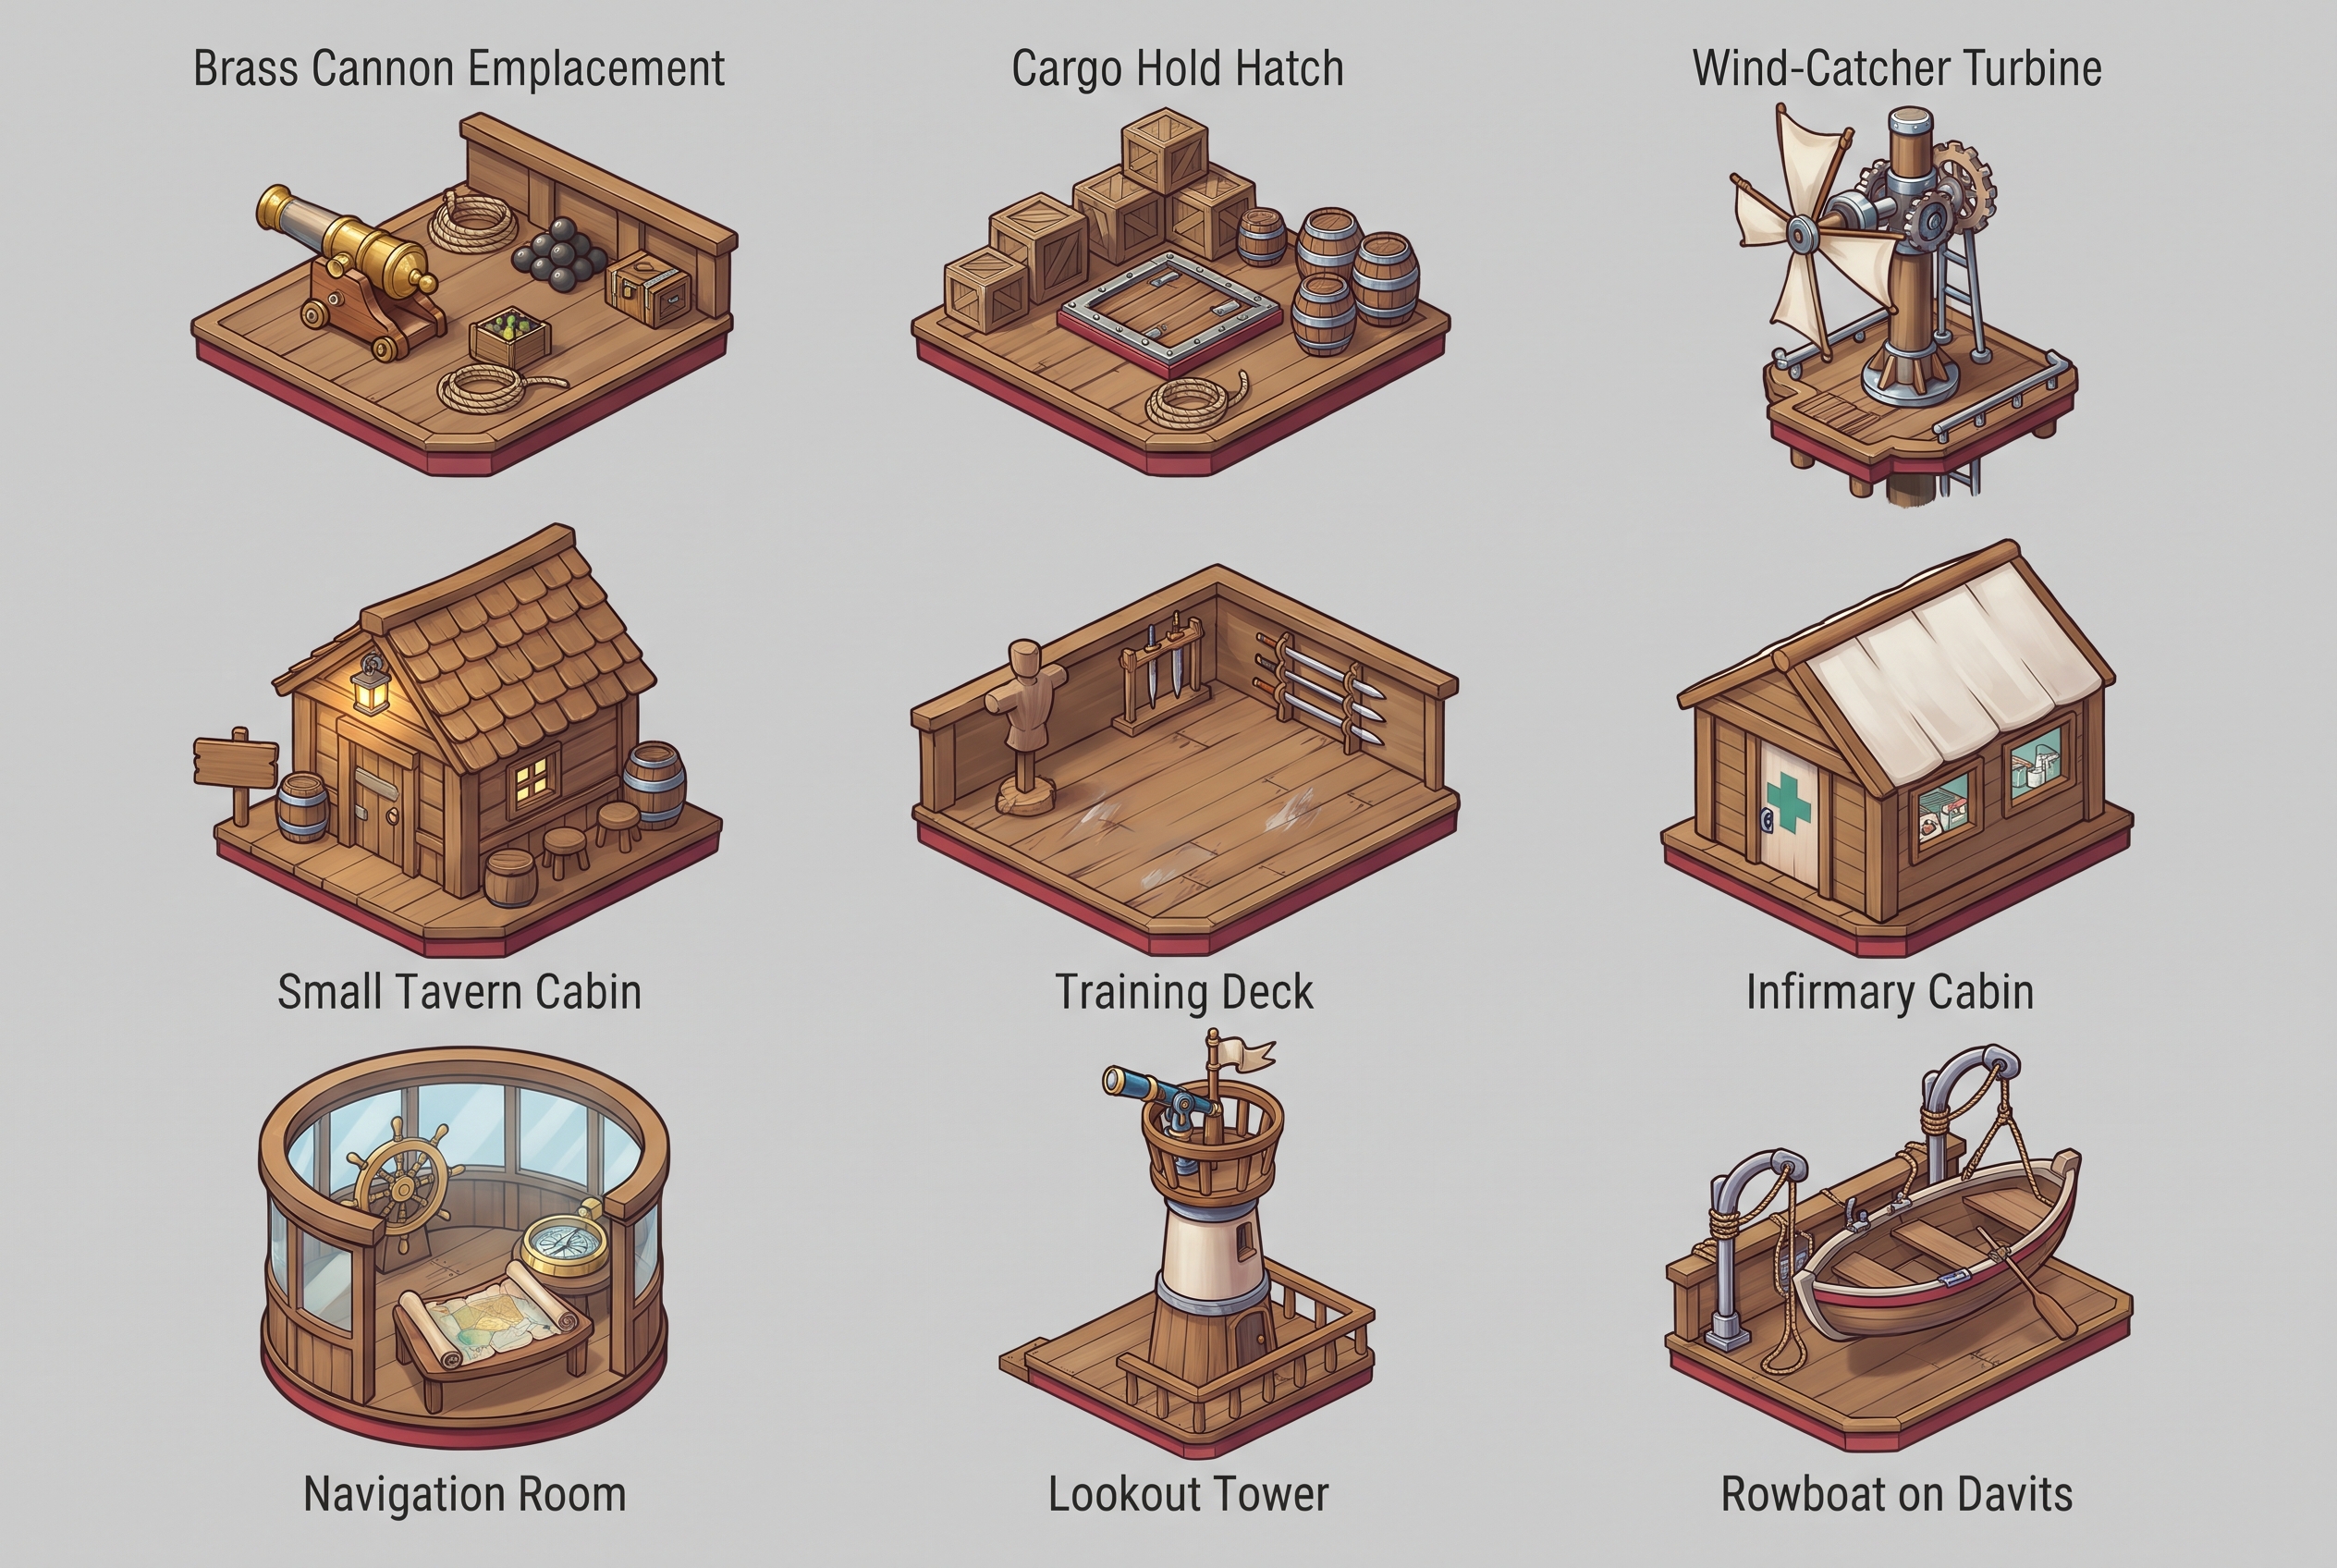 Brass Cannon Emplacement
Cargo Hold Hatch
Wind-Catcher Turbine
Small Tavern Cabin
Training Deck
Infirmary Cabin
Navigation Room
Lookout Tower
Rowboat on Davits